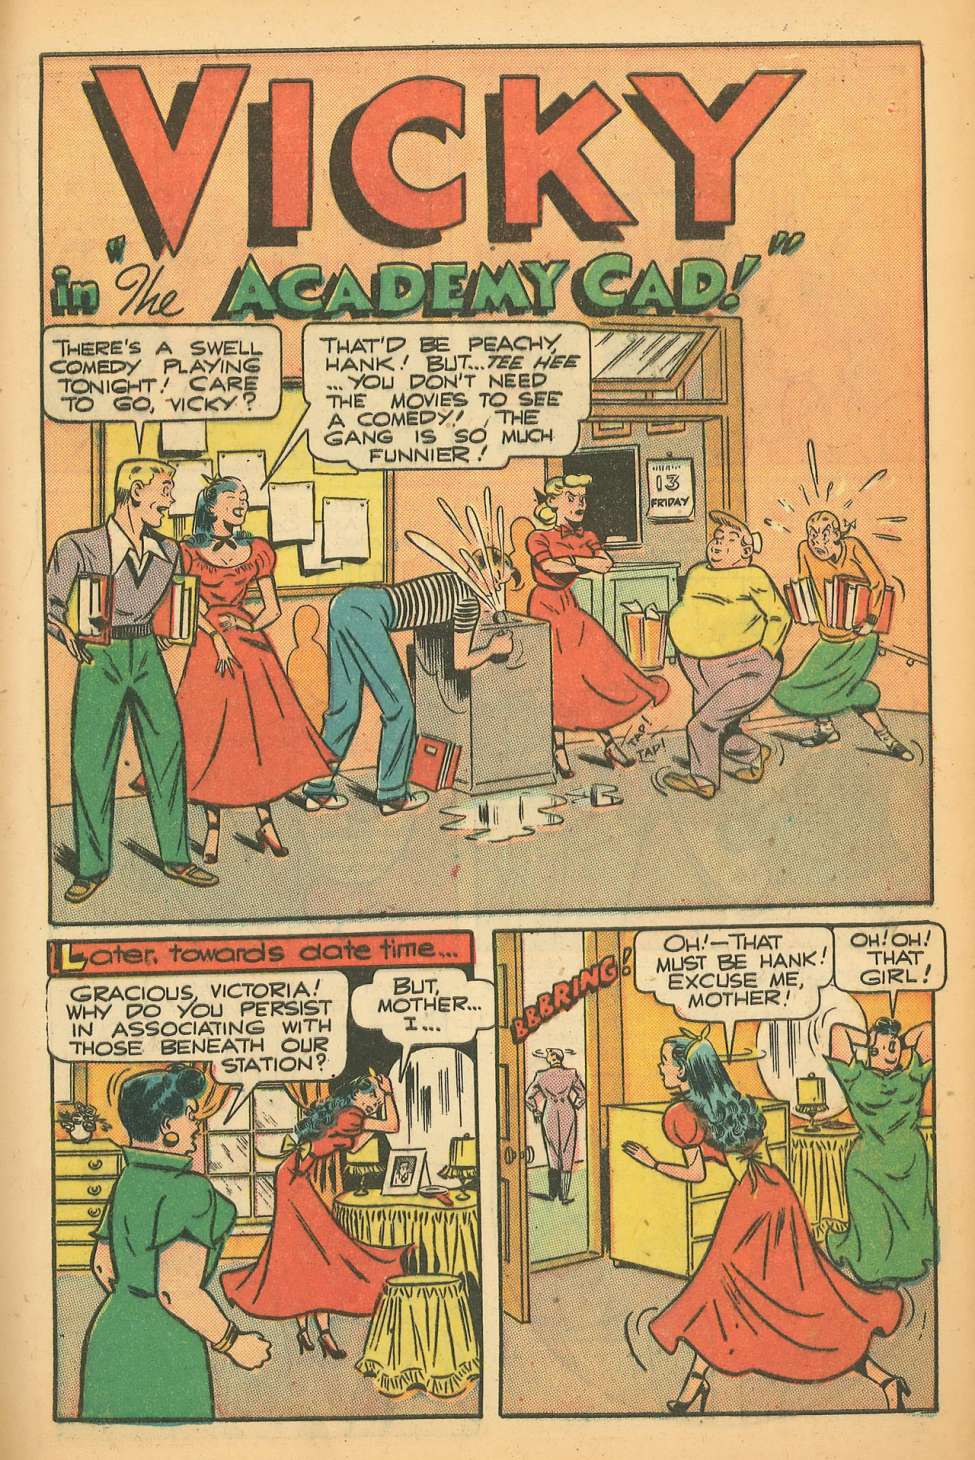 VICKY
in "The ACADEMY CAD!"
THERE'S A SWELL
COMEDY PLAYING
TONIGHT! CARE
TO GO, VICKY?
THAT'D BE PEACHY,
HANK! BUT...TEE HEE
...YOU DON'T NEED
THE MOVIES TO SEE
A COMEDY! THE
GANG IS SO MUCH
FUNNIER!
13
FRIDAY
TAP!
TAP!
Later, towards date time...
GRACIOUS, VICTORIA!
WHY DO YOU PERSIST
IN ASSOCIATING WITH
THOSE BENEATH OUR
STATION?
BUT,
MOTHER...
I...
BBBRING!
OH!-THAT
MUST BE HANK!
EXCUSE ME,
MOTHER!
OH! OH!
THAT
GIRL!